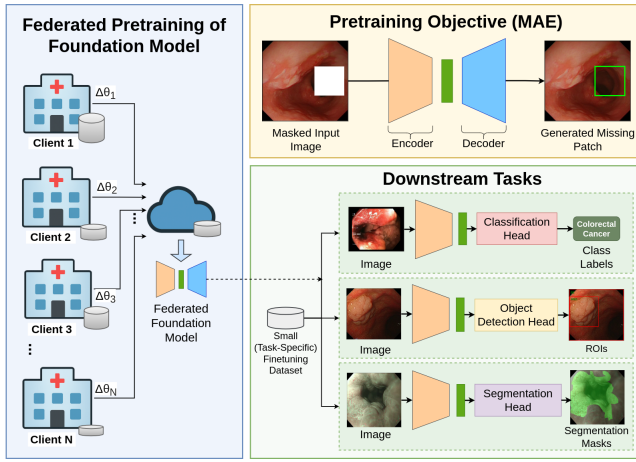 Federated Pretraining of
Foundation Model
Δθ1
Client 1
Δθ2
Client 2
Δθ3
Client 3
ΔθN
Client N
Federated
Foundation
Model
Pretraining Objective (MAE)
Masked Input
Image
Encoder
Decoder
Generated Missing
Patch
Downstream Tasks
Image
Classification
Head
Colorectal
Cancer
Class
Labels
Small
(Task-Specific)
Finetuning
Dataset
Image
Object
Detection Head
ROIs
Image
Segmentation
Head
Segmentation
Masks